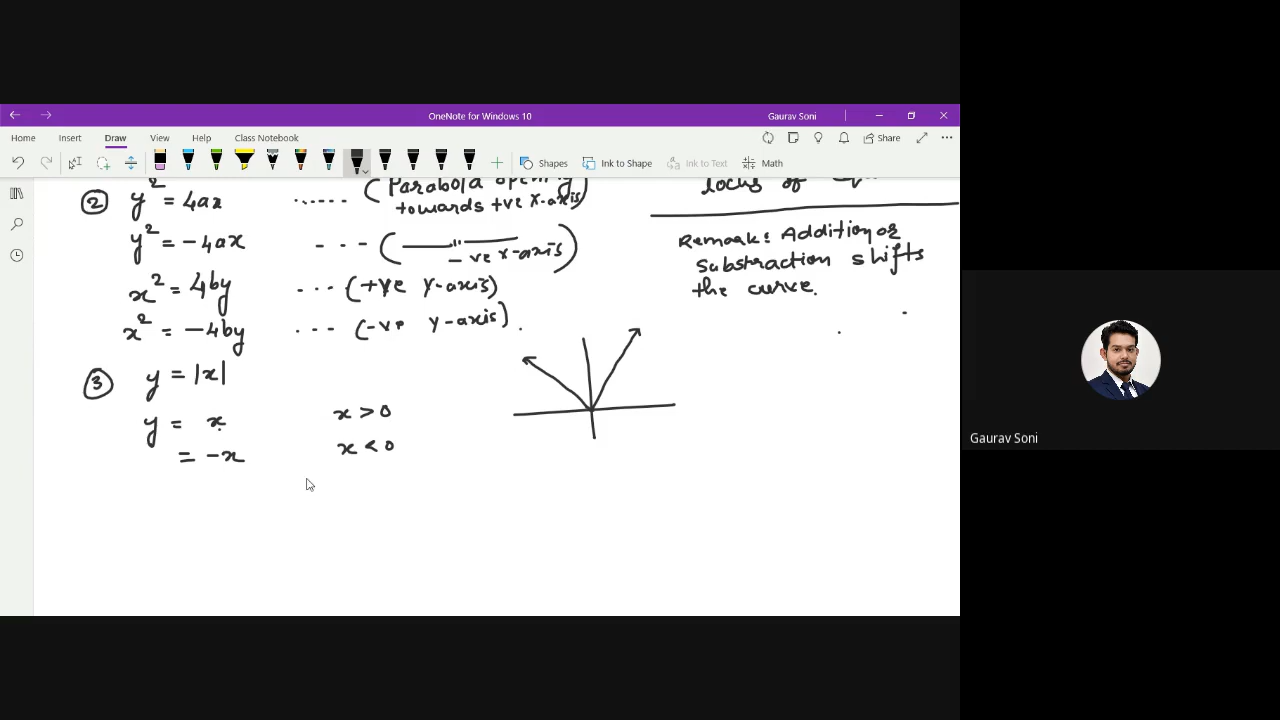 OneNote for Windows 10
Gaurav Soni
Home Insert Draw View Help Class Notebook
Share
Shapes Ink to Shape Ink to Text Math
② y² = 4ax ...... (Parabola opening
towards +ve X-axis)
y² = -4ax --- ( —— " —— -ve X-axis)
x² = 4by ... (+ve Y-axis)
x² = -4by ... (-ve Y-axis).
③ y = |x|
y = x x > 0
= -x x < 0
locus of
Remark: Addition or
Substraction shifts
the curve.
Gaurav Soni